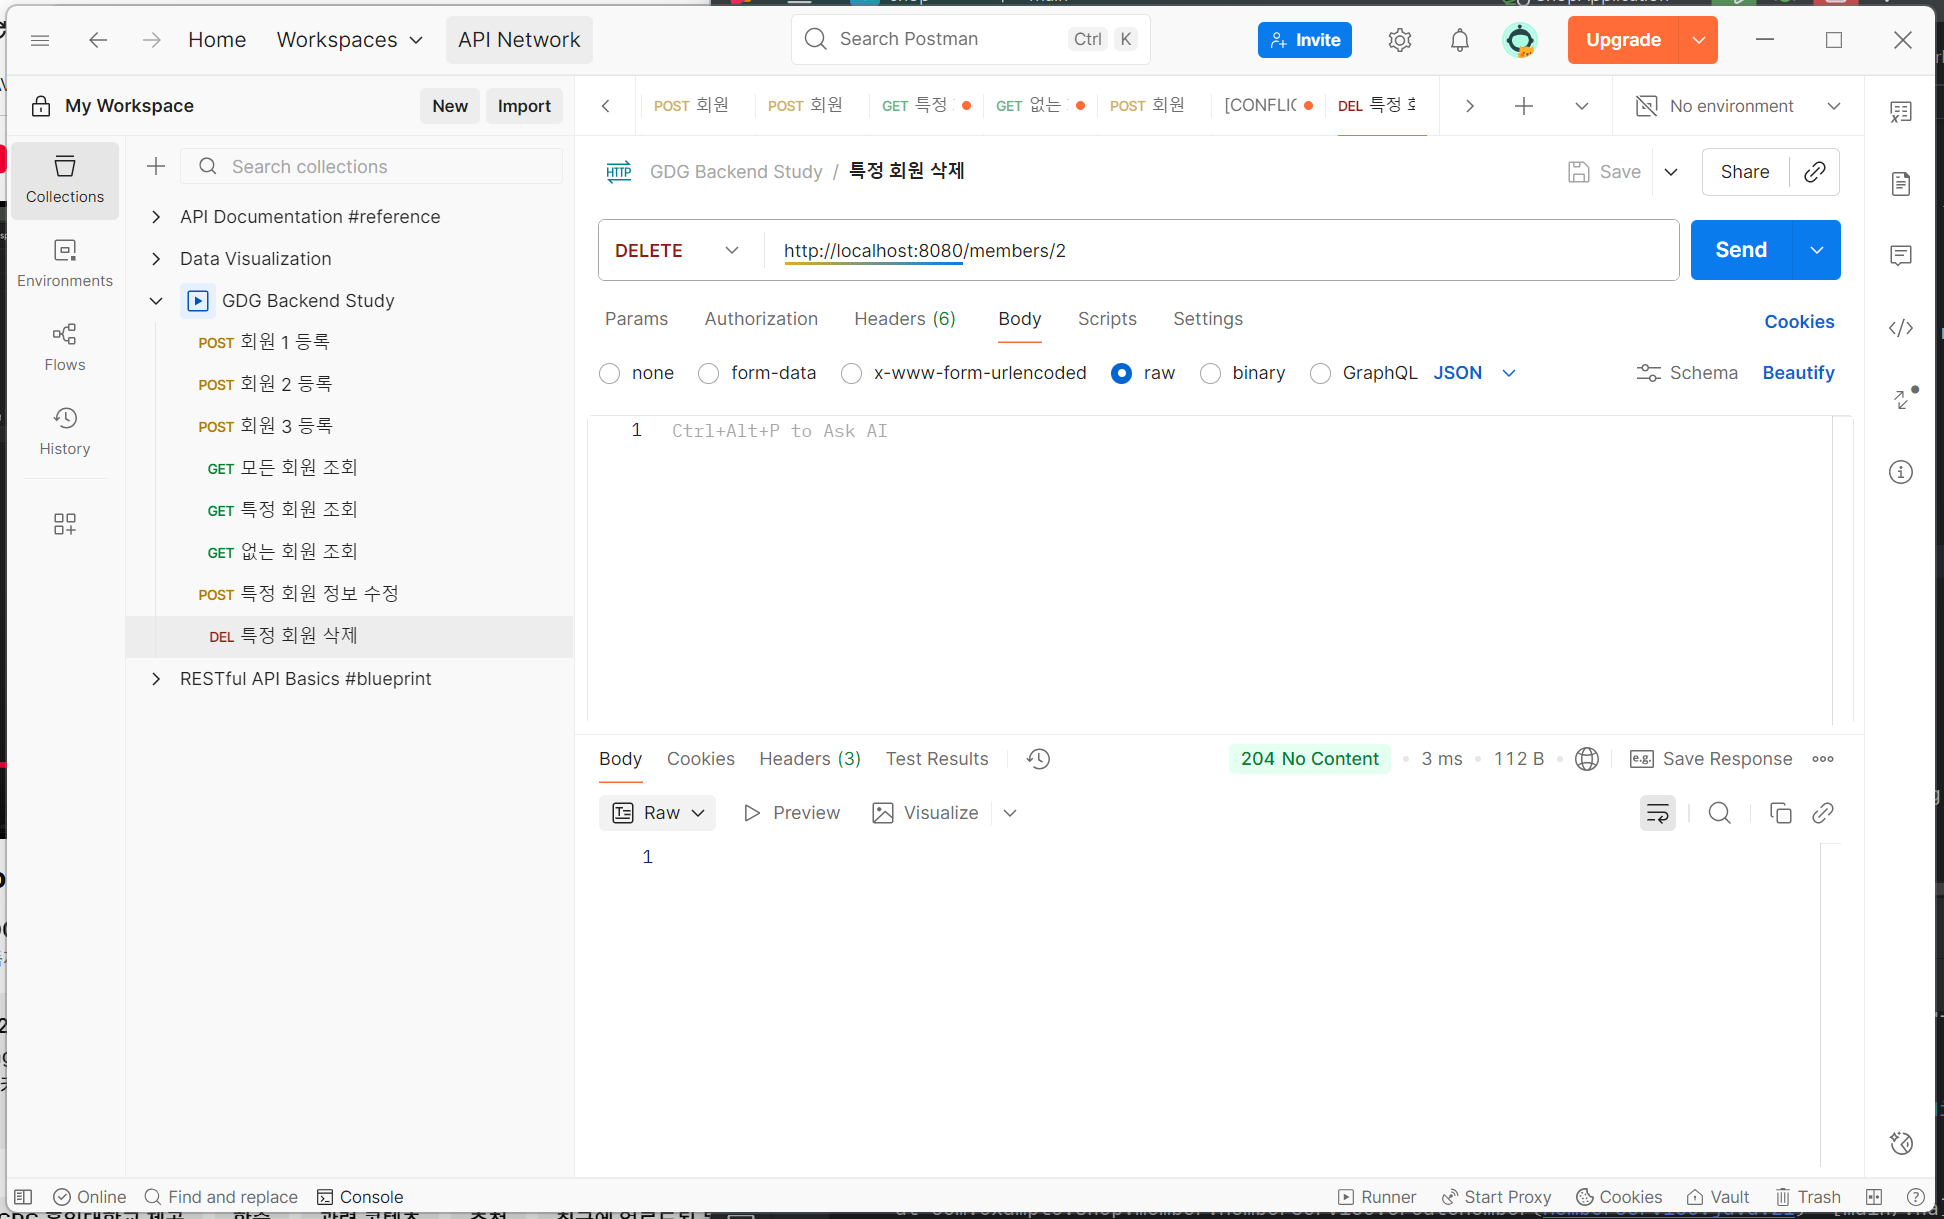 Home
Workspaces
API Network
Search Postman
Ctrl
K
Invite
Upgrade
My Workspace
New
Import
POST 회원
POST 회원
GET 특정
GET 없는
POST 회원
[CONFLIC
DEL 특정 회
No environment
Collections
Environments
Flows
History
Search collections
API Documentation #reference
Data Visualization
GDG Backend Study
POST 회원 1 등록
POST 회원 2 등록
POST 회원 3 등록
GET 모든 회원 조회
GET 특정 회원 조회
GET 없는 회원 조회
POST 특정 회원 정보 수정
DEL 특정 회원 삭제
RESTful API Basics #blueprint
HTTP
GDG Backend Study / 특정 회원 삭제
Save
Share
DELETE
http://localhost:8080/members/2
Send
Params
Authorization
Headers (6)
Body
Scripts
Settings
Cookies
none
form-data
x-www-form-urlencoded
raw
binary
GraphQL
JSON
Schema
Beautify
1
Ctrl+Alt+P to Ask AI
Body
Cookies
Headers (3)
Test Results
204 No Content
3 ms
112 B
e.g.
Save Response
Raw
Preview
Visualize
1
Online
Find and replace
Console
Runner
Start Proxy
Cookies
Vault
Trash